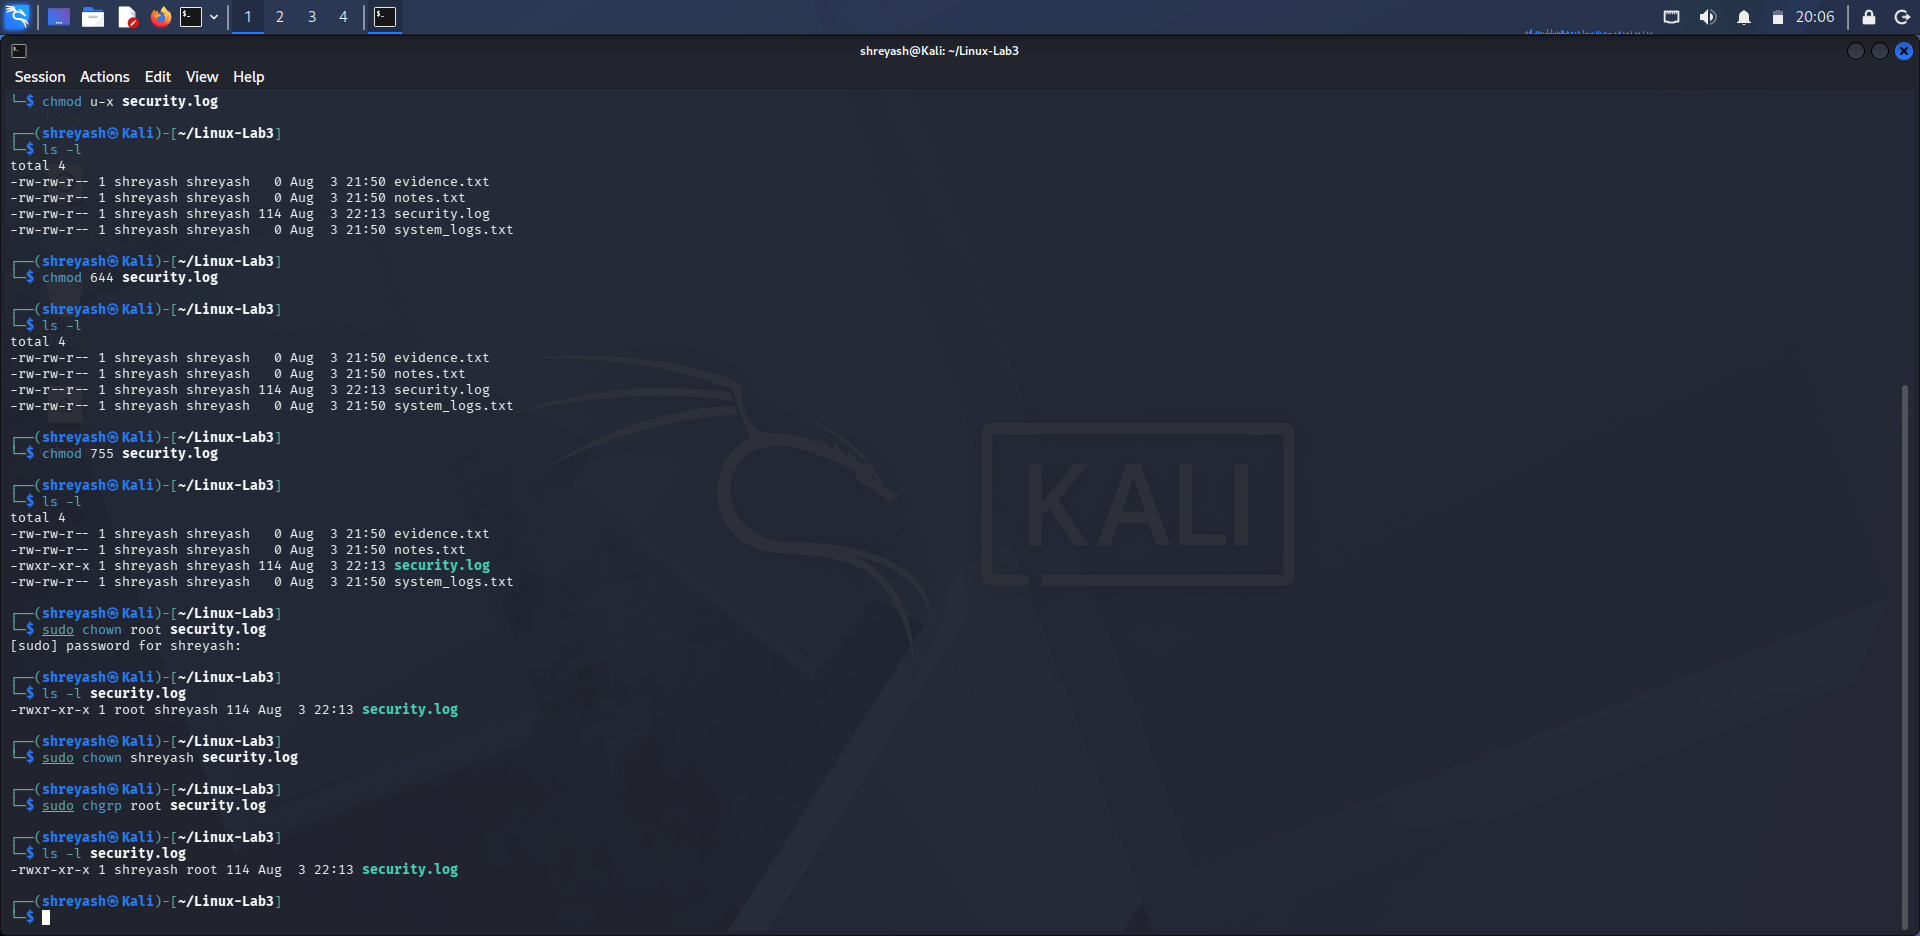 1 2 3 4 20:06
shreyash@Kali: ~/Linux-Lab3
Session Actions Edit View Help
└─$ chmod u-x security.log
┌──(shreyash㉿Kali)-[~/Linux-Lab3]
└─$ ls -l
total 4
-rw-rw-r-- 1 shreyash shreyash   0 Aug  3 21:50 evidence.txt
-rw-rw-r-- 1 shreyash shreyash   0 Aug  3 21:50 notes.txt
-rw-rw-r-- 1 shreyash shreyash 114 Aug  3 22:13 security.log
-rw-rw-r-- 1 shreyash shreyash   0 Aug  3 21:50 system_logs.txt
┌──(shreyash㉿Kali)-[~/Linux-Lab3]
└─$ chmod 644 security.log
┌──(shreyash㉿Kali)-[~/Linux-Lab3]
└─$ ls -l
total 4
-rw-rw-r-- 1 shreyash shreyash   0 Aug  3 21:50 evidence.txt
-rw-rw-r-- 1 shreyash shreyash   0 Aug  3 21:50 notes.txt
-rw-r--r-- 1 shreyash shreyash 114 Aug  3 22:13 security.log
-rw-rw-r-- 1 shreyash shreyash   0 Aug  3 21:50 system_logs.txt
┌──(shreyash㉿Kali)-[~/Linux-Lab3]
└─$ chmod 755 security.log
┌──(shreyash㉿Kali)-[~/Linux-Lab3]
└─$ ls -l
total 4
-rw-rw-r-- 1 shreyash shreyash   0 Aug  3 21:50 evidence.txt
-rw-rw-r-- 1 shreyash shreyash   0 Aug  3 21:50 notes.txt
-rwxr-xr-x 1 shreyash shreyash 114 Aug  3 22:13 security.log
-rw-rw-r-- 1 shreyash shreyash   0 Aug  3 21:50 system_logs.txt
┌──(shreyash㉿Kali)-[~/Linux-Lab3]
└─$ sudo chown root security.log
[sudo] password for shreyash:
┌──(shreyash㉿Kali)-[~/Linux-Lab3]
└─$ ls -l security.log
-rwxr-xr-x 1 root shreyash 114 Aug  3 22:13 security.log
┌──(shreyash㉿Kali)-[~/Linux-Lab3]
└─$ sudo chown shreyash security.log
┌──(shreyash㉿Kali)-[~/Linux-Lab3]
└─$ sudo chgrp root security.log
┌──(shreyash㉿Kali)-[~/Linux-Lab3]
└─$ ls -l security.log
-rwxr-xr-x 1 shreyash root 114 Aug  3 22:13 security.log
┌──(shreyash㉿Kali)-[~/Linux-Lab3]
└─$
KALI